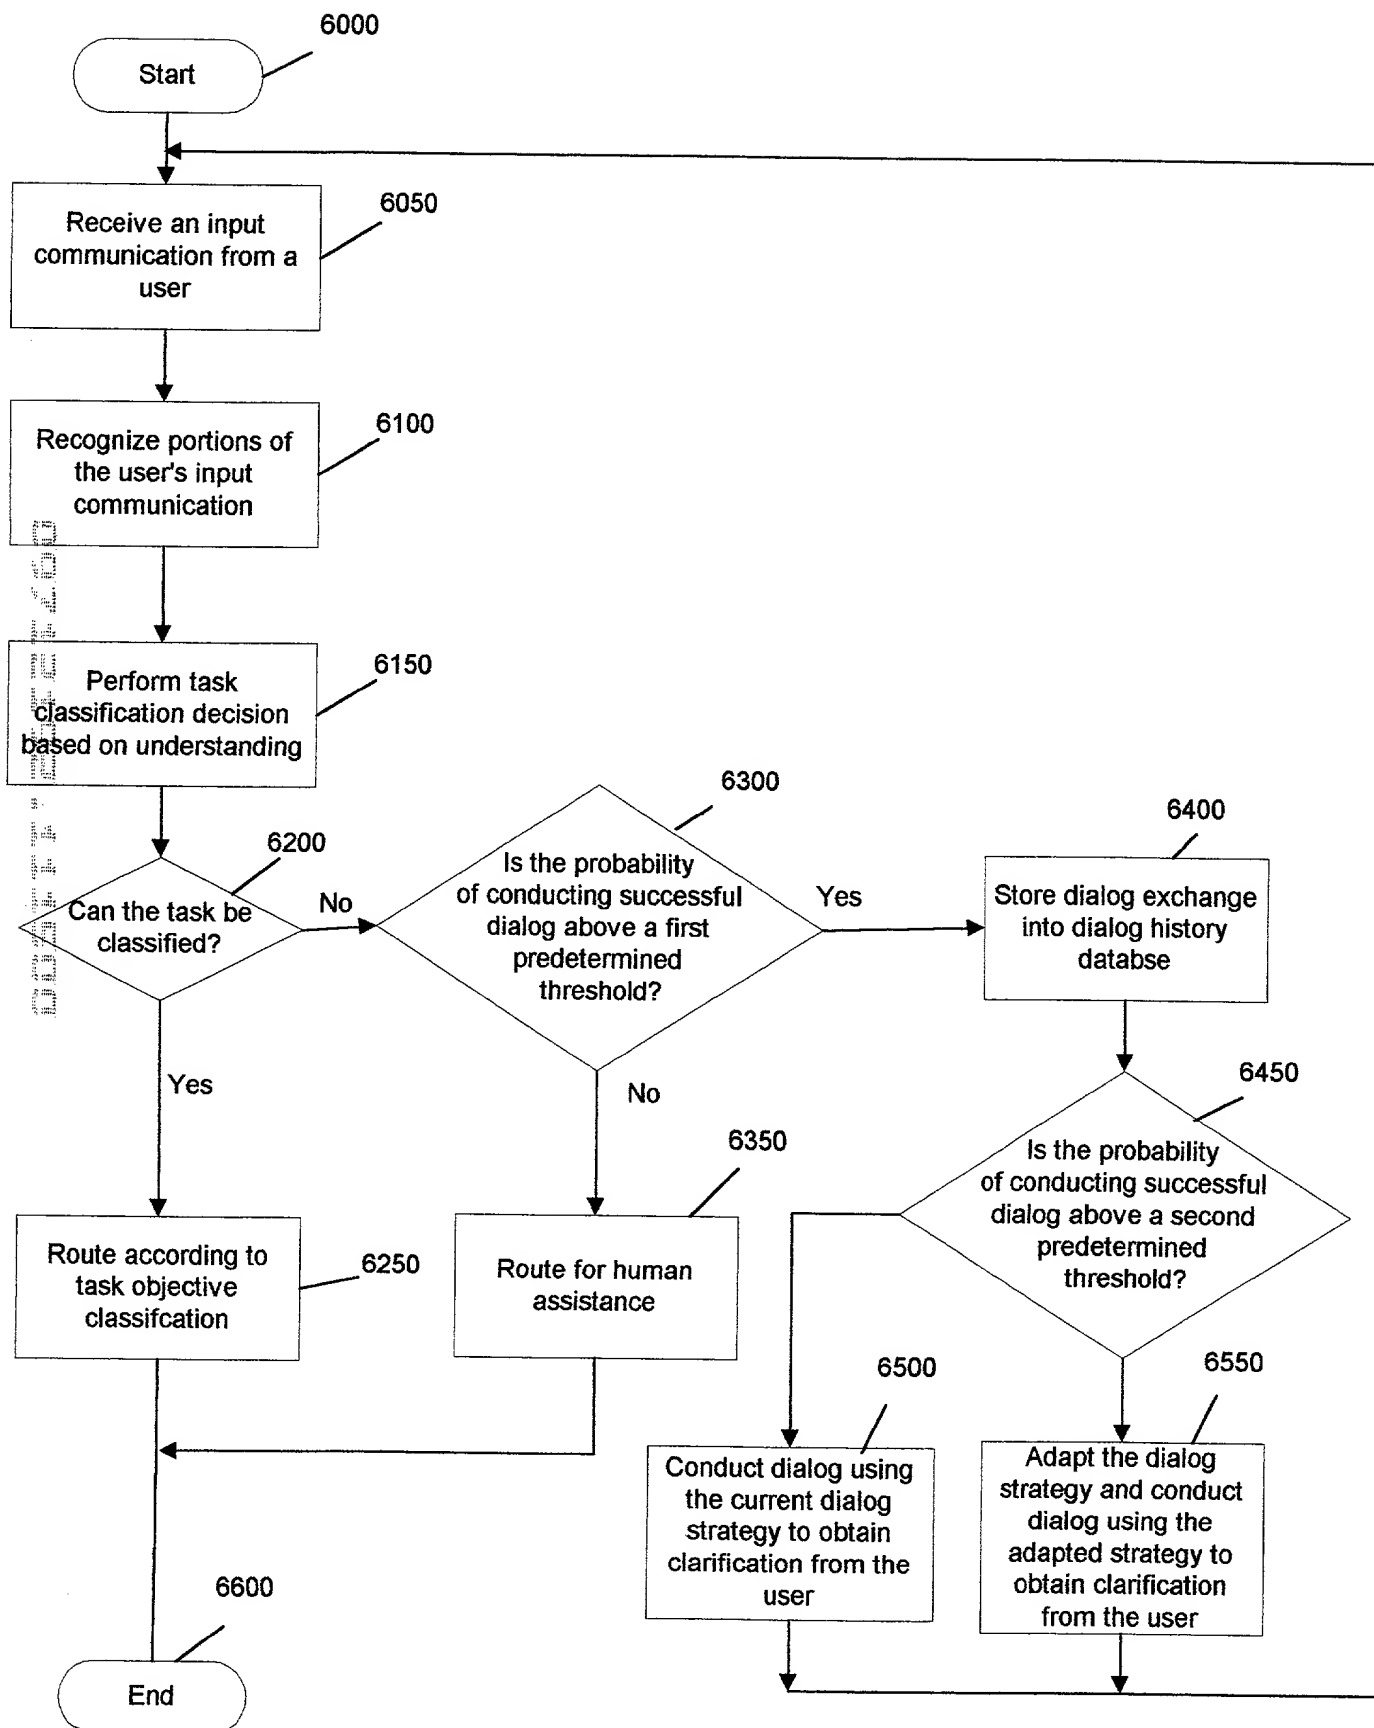 6000
Start
6050
Receive an input
communication from a
user
6100
Recognize portions of
the user's input
communication
6150
Perform task
classification decision
based on understanding
6200
Can the task be
classified?
No
Yes
6300
Is the probability
of conducting successful
dialog above a first
predetermined
threshold?
Yes
No
6400
Store dialog exchange
into dialog history
databse
6450
Is the probability
of conducting successful
dialog above a second
predetermined
threshold?
6250
Route according to
task objective
classifcation
6350
Route for human
assistance
6500
Conduct dialog using
the current dialog
strategy to obtain
clarification from the
user
6550
Adapt the dialog
strategy and conduct
dialog using the
adapted strategy to
obtain clarification
from the user
6600
End